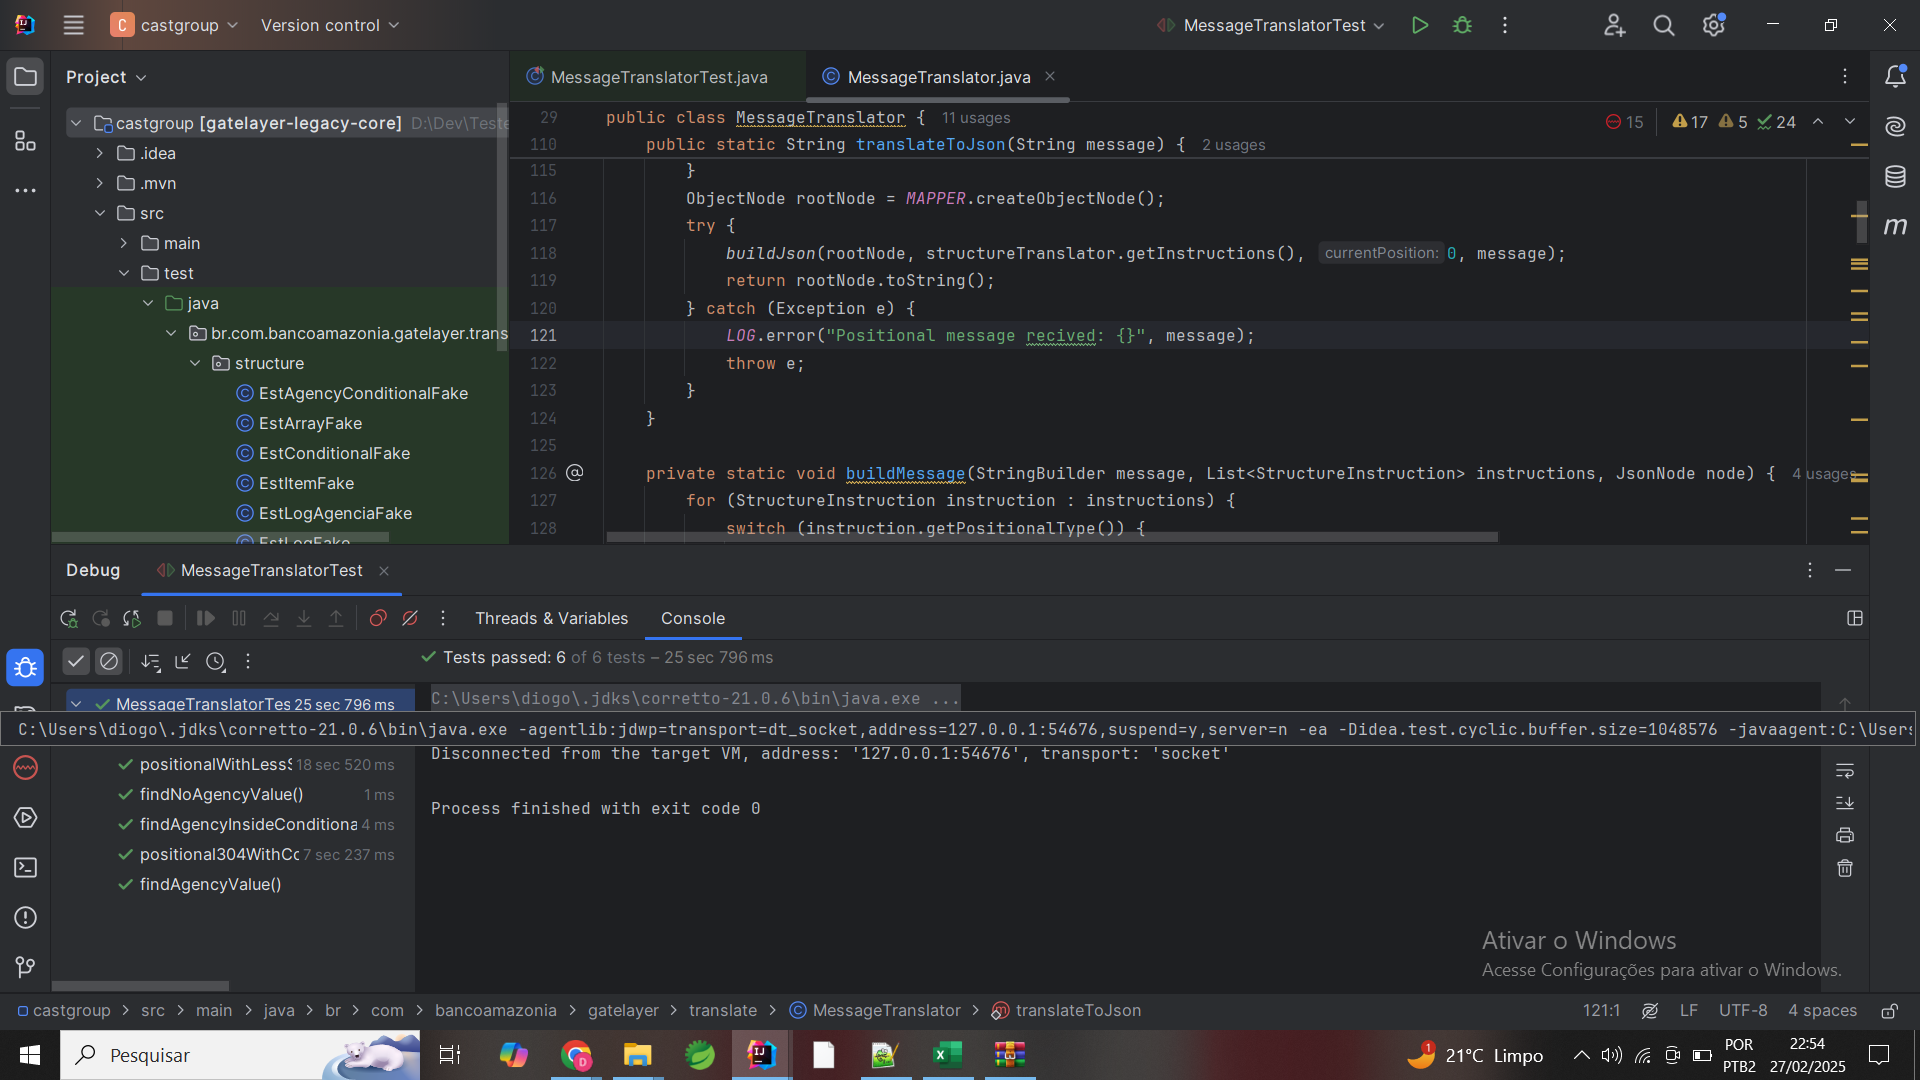 C castgroup Version control MessageTranslatorTest
Project
MessageTranslatorTest.java MessageTranslator.java
castgroup [gatelayer-legacy-core] D:\Dev\Teste
.idea
.mvn
src
main
test
java
br.com.bancoamazonia.gatelayer.trans
structure
EstAgencyConditionalFake
EstArrayFake
EstConditionalFake
EstItemFake
EstLogAgenciaFake
EstLogFake
15 17 5 24
29 public class MessageTranslator { 11 usages
110 public static String translateToJson(String message) { 2 usages
115 }
116 ObjectNode rootNode = MAPPER.createObjectNode();
117 try {
118 buildJson(rootNode, structureTranslator.getInstructions(), currentPosition: 0, message);
119 return rootNode.toString();
120 } catch (Exception e) {
121 LOG.error("Positional message recived: {}", message);
122 throw e;
123 }
124 }
125
126 @ private static void buildMessage(StringBuilder message, List<StructureInstruction> instructions, JsonNode node) { 4 usages
127 for (StructureInstruction instruction : instructions) {
128 switch (instruction.getPositionalType()) {
m
Debug MessageTranslatorTest
Threads & Variables Console
Tests passed: 6 of 6 tests – 25 sec 796 ms
MessageTranslatorTes 25 sec 796 ms
positionalWithLessS 18 sec 520 ms
findNoAgencyValue() 1 ms
findAgencyInsideConditiona 4 ms
positional304WithCo 7 sec 237 ms
findAgencyValue()
C:\Users\diogo\.jdks\corretto-21.0.6\bin\java.exe ...
C:\Users\diogo\.jdks\corretto-21.0.6\bin\java.exe -agentlib:jdwp=transport=dt_socket,address=127.0.0.1:54676,suspend=y,server=n -ea -Didea.test.cyclic.buffer.size=1048576 -javaagent:C:\Users
Disconnected from the target VM, address: '127.0.0.1:54676', transport: 'socket'
Process finished with exit code 0
Ativar o Windows
Acesse Configurações para ativar o Windows.
castgroup > src > main > java > br > com > bancoamazonia > gatelayer > translate > MessageTranslator > translateToJson
121:1 LF UTF-8 4 spaces
Pesquisar
1 21°C Limpo
POR
PTB2
22:54
27/02/2025